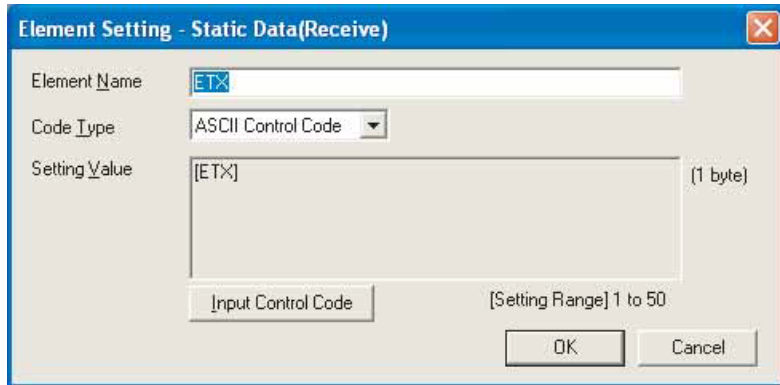 Element Setting - Static Data(Receive)
Element Name ETX
Code Type ASCII Control Code
Setting Value [ETX] (1 byte)
Input Control Code [Setting Range] 1 to 50
OK Cancel